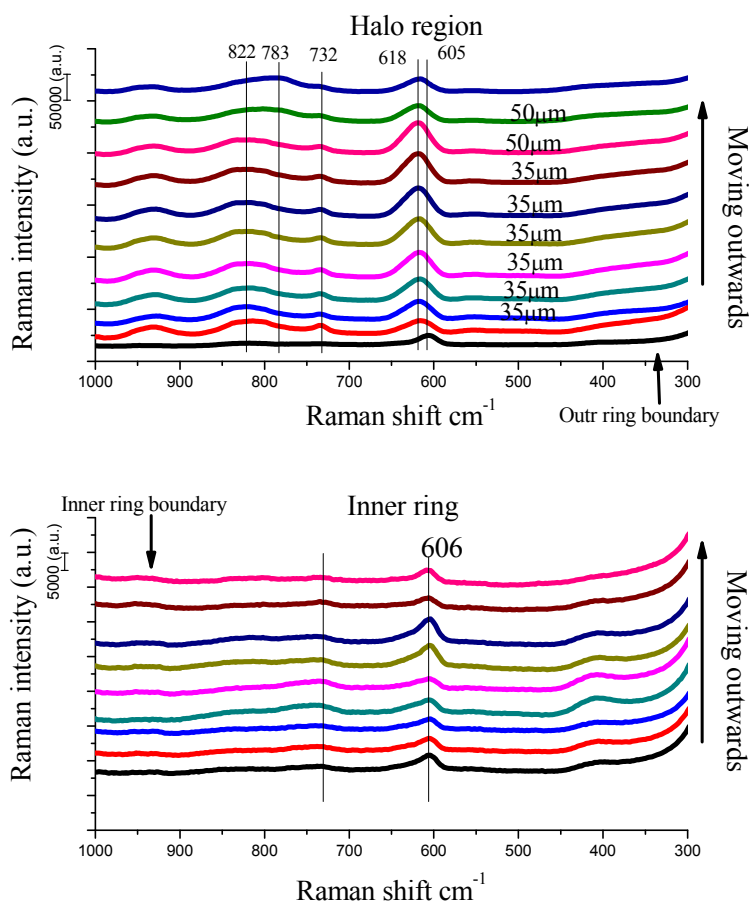 Halo region
822 783 732 618 605
50000 (a.u.)
Raman intensity (a.u.)
50μm
50μm
35μm
35μm
35μm
35μm
35μm
35μm
Moving outwards
1000 900 800 700 600 500 400 300
Raman shift cm-1
Outr ring boundary
Inner ring boundary
Inner ring
606
5000 (a.u.)
Raman intensity (a.u.)
Moving outwards
1000 900 800 700 600 500 400 300
Raman shift cm-1